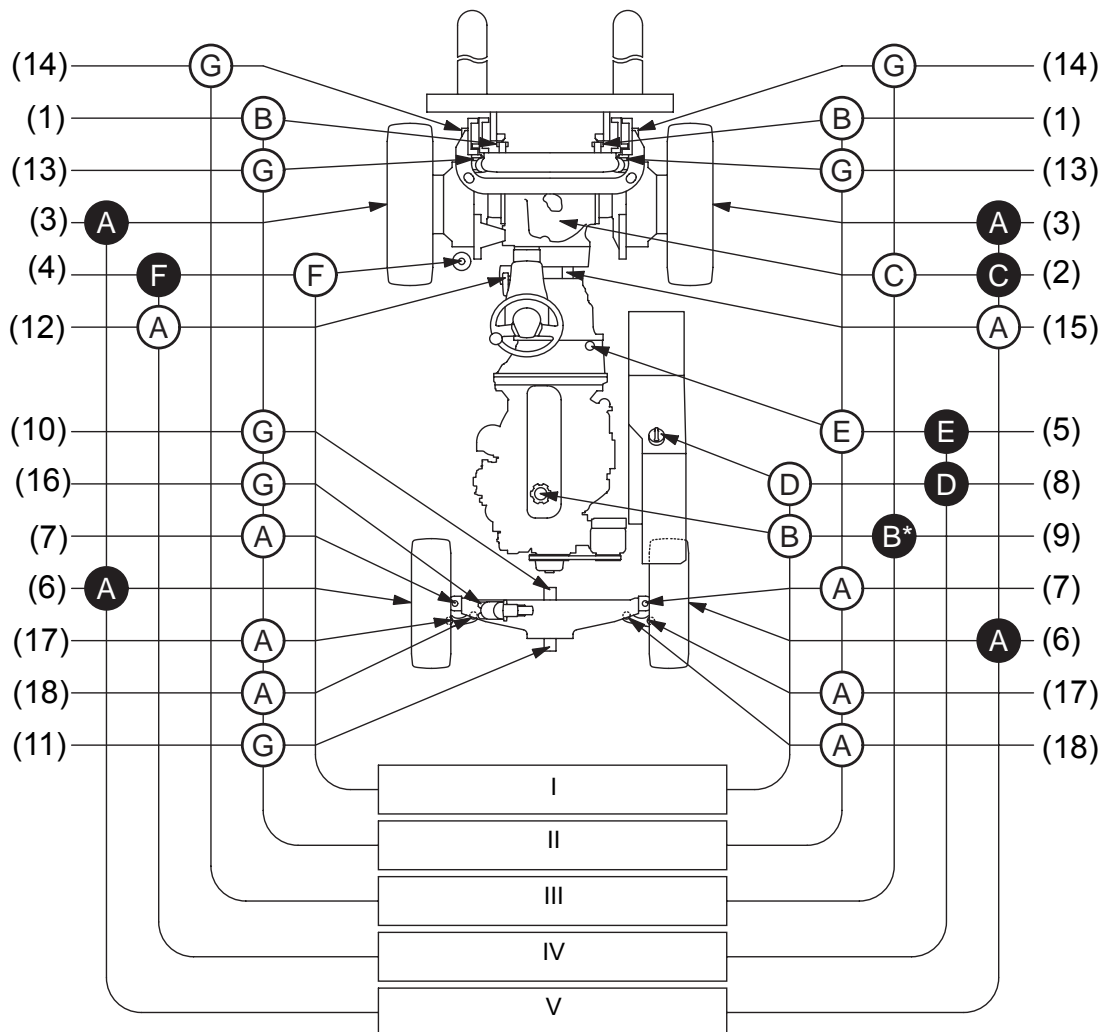 (14) G G (14)
(1) B B (1)
(13) G G (13)
(3) A A (3)
(4) F F C C (2)
(12) A A (15)
(10) G E E (5)
(16) G D D (8)
(7) A B B* (9)
(6) A A (7)
(17) A A (6)
(18) A A (17)
(11) G A (18)
I
II
III
IV
V